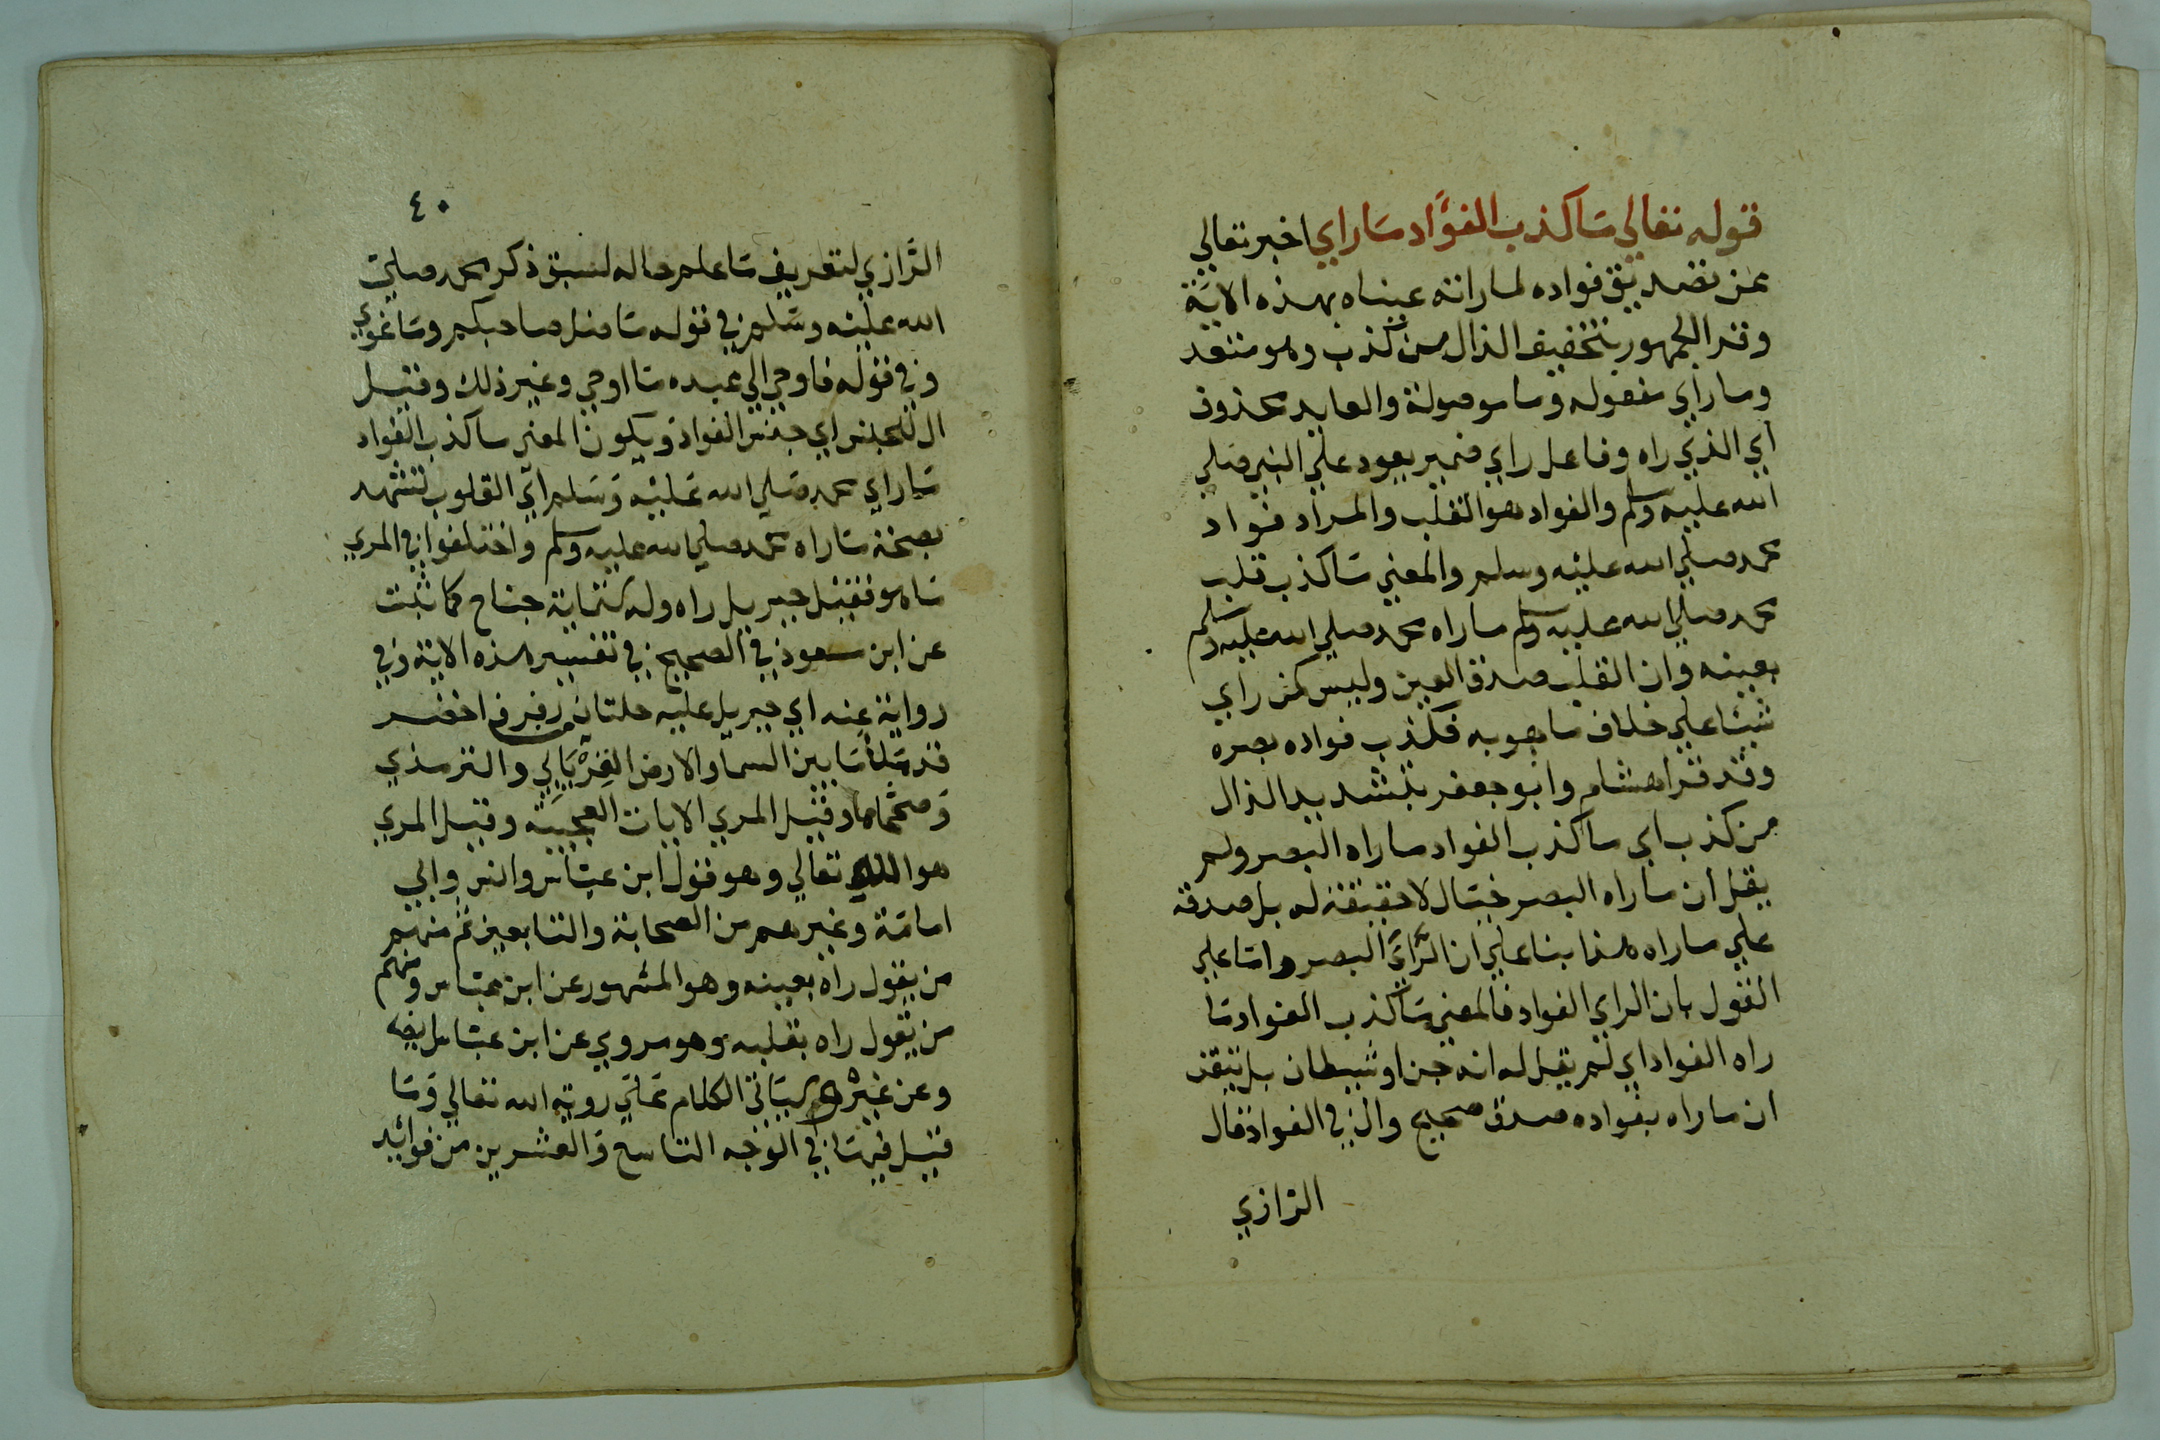 قوله تعالي ما كذب الفؤاد ما راي اخبر تعالي
عن تصديق فواده لما راته عيناه بهذه الاية
وقرا الجمهور بتخفيف الذال من كذب وهو متعد
وما راي مفعوله وما موصولة والعايد محذوف
اي الذي راه وفاعل راي ضمير يعود علي النبي صلي
الله عليه وسلم والفواد هو القلب والمراد فواد
محمد صلي الله عليه وسلم والمعني ما كذب قلب
محمد صلي الله عليه وسلم ما راه محمد صلي الله عليه وسلم
بعينه وان القلب صدق العين وليس كمن راي
شيئا علي خلاف ما هو به فكذب فواده بصره
وقد قرا هشام وابو جعفر بتشديد الذال
من كذب اي ما كذب الفواد ما راه البصر ولم
يقل ان ما راه البصر خيال لا حقيقة له بل صدقه
علي ما راه هذا بنا علي ان الرّاي البصر واما علي
القول بان الراي الفواد فالمعني ما كذب الفواد ما
راه الفواد اي لم يقل له انه جن او شيطان بل تيقن
ان ما راه بفواده صدق صحيح وال في الفواد قال
الرازي
٤٠
الرّازي لتعريف ما علم حاله لسبق ذكر محمد صلي
الله عليه وسلم في قوله ما ضل صاحبكم وما غوي
وفي قوله فاوحي الي عبده ما اوحي وغير ذلك وقيل
ال للجنس اي جنس الفواد ويكون المعني ما كذب الفواد
ما راي محمد صلي الله عليه وسلم اي القلوب تشهد
بصحة ما راه محمد صلي الله عليه وسلم واختلفوا في المري
ما هو فقيل جبريل راه وله ستماية جناح كما ثبت
عن ابن مسعود في الصحيح في تفسير هذه الاية وفي
رواية عنه اي جبريل عليه حلتان رفرف اخضر
قد ملأ ما بين السما والارض الفريابي والترمذي
وصححاها وقيل المري الايات العجيبة وقيل المري
هو الله تعالي وهو قول ابن عباس وانس وابي
امامة وغيرهم من الصحابة والتابعين ثم منهم
من يقول راه بعينه وهو المشهور عن ابن عباس ومنهم
من يقول راه بقلبه وهو مروي عن ابن عباس ايضا
وعن غيره وسياتي الكلام علي روية الله تعالي وما
قيل فيها في الوجه التاسع والعشرين من فوائد